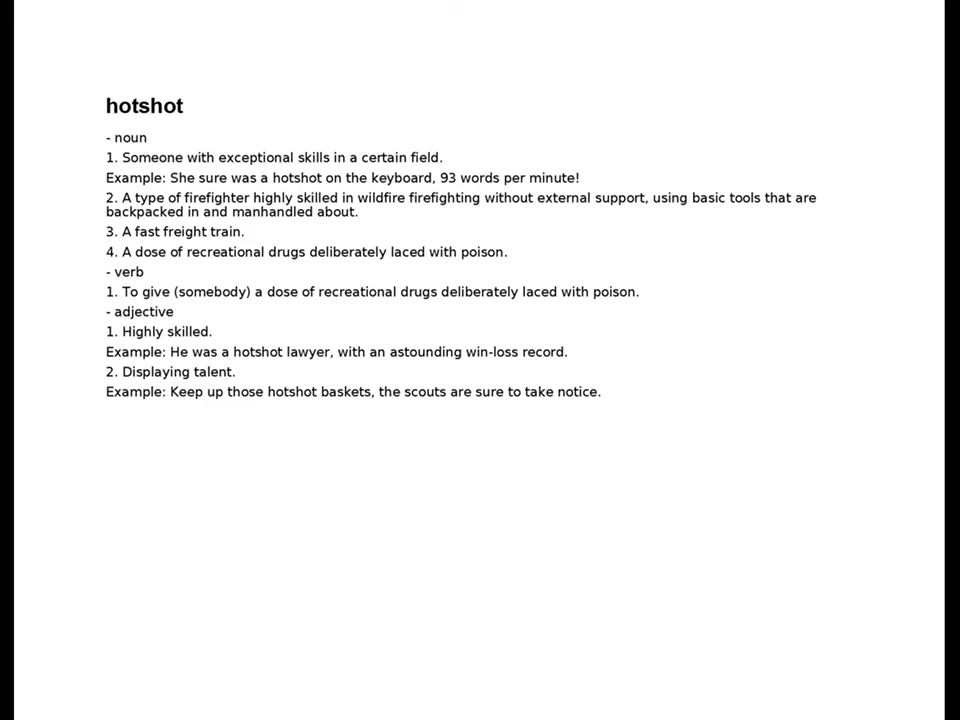 hotshot
- noun
1. Someone with exceptional skills in a certain field.
Example: She sure was a hotshot on the keyboard, 93 words per minute!
2. A type of firefighter highly skilled in wildfire firefighting without external support, using basic tools that are
backpacked in and manhandled about.
3. A fast freight train.
4. A dose of recreational drugs deliberately laced with poison.
- verb
1. To give (somebody) a dose of recreational drugs deliberately laced with poison.
- adjective
1. Highly skilled.
Example: He was a hotshot lawyer, with an astounding win-loss record.
2. Displaying talent.
Example: Keep up those hotshot baskets, the scouts are sure to take notice.